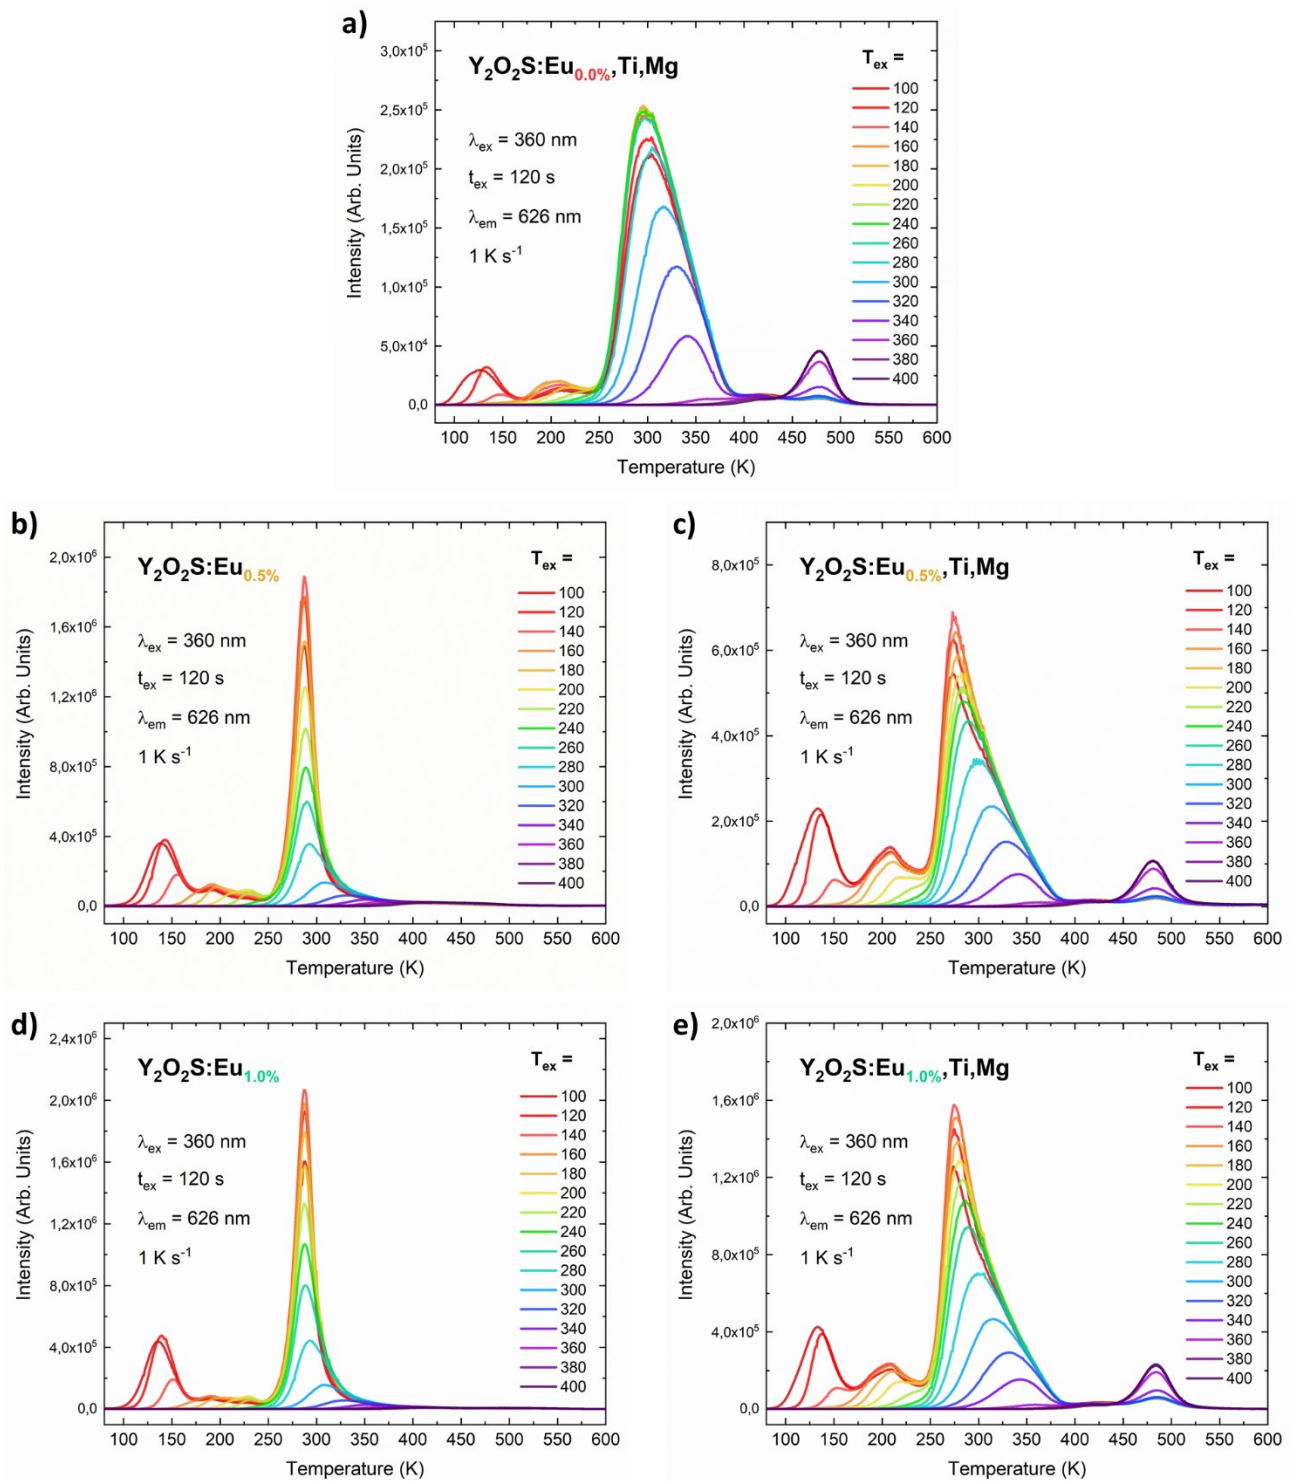 a)
Y₂O₂S:Eu₀.₀%,Ti,Mg
λex = 360 nm
tex = 120 s
λem = 626 nm
1 K s⁻¹
Tex =
100
120
140
160
180
200
220
240
260
280
300
320
340
360
380
400
3,0x10⁵
2,5x10⁵
2,0x10⁵
1,5x10⁵
1,0x10⁵
5,0x10⁴
0,0
Intensity (Arb. Units)
100 150 200 250 300 350 400 450 500 550 600
Temperature (K)
b)
Y₂O₂S:Eu₀.₅%
λex = 360 nm
tex = 120 s
λem = 626 nm
1 K s⁻¹
Tex =
100
120
140
160
180
200
220
240
260
280
300
320
340
360
380
400
2,0x10⁶
1,6x10⁶
1,2x10⁶
8,0x10⁵
4,0x10⁵
0,0
Intensity (Arb. Units)
100 150 200 250 300 350 400 450 500 550 600
Temperature (K)
c)
Y₂O₂S:Eu₀.₅%,Ti,Mg
λex = 360 nm
tex = 120 s
λem = 626 nm
1 K s⁻¹
Tex =
100
120
140
160
180
200
220
240
260
280
300
320
340
360
380
400
8,0x10⁵
6,0x10⁵
4,0x10⁵
2,0x10⁵
0,0
Intensity (Arb. Units)
100 150 200 250 300 350 400 450 500 550 600
Temperature (K)
d)
Y₂O₂S:Eu₁.₀%
λex = 360 nm
tex = 120 s
λem = 626 nm
1 K s⁻¹
Tex =
100
120
140
160
180
200
220
240
260
280
300
320
340
360
380
400
2,4x10⁶
2,0x10⁶
1,6x10⁶
1,2x10⁶
8,0x10⁵
4,0x10⁵
0,0
Intensity (Arb. Units)
100 150 200 250 300 350 400 450 500 550 600
Temperature (K)
e)
Y₂O₂S:Eu₁.₀%,Ti,Mg
λex = 360 nm
tex = 120 s
λem = 626 nm
1 K s⁻¹
Tex =
100
120
140
160
180
200
220
240
260
280
300
320
340
360
380
400
2,0x10⁶
1,6x10⁶
1,2x10⁶
8,0x10⁵
4,0x10⁵
0,0
Intensity (Arb. Units)
100 150 200 250 300 350 400 450 500 550 600
Temperature (K)